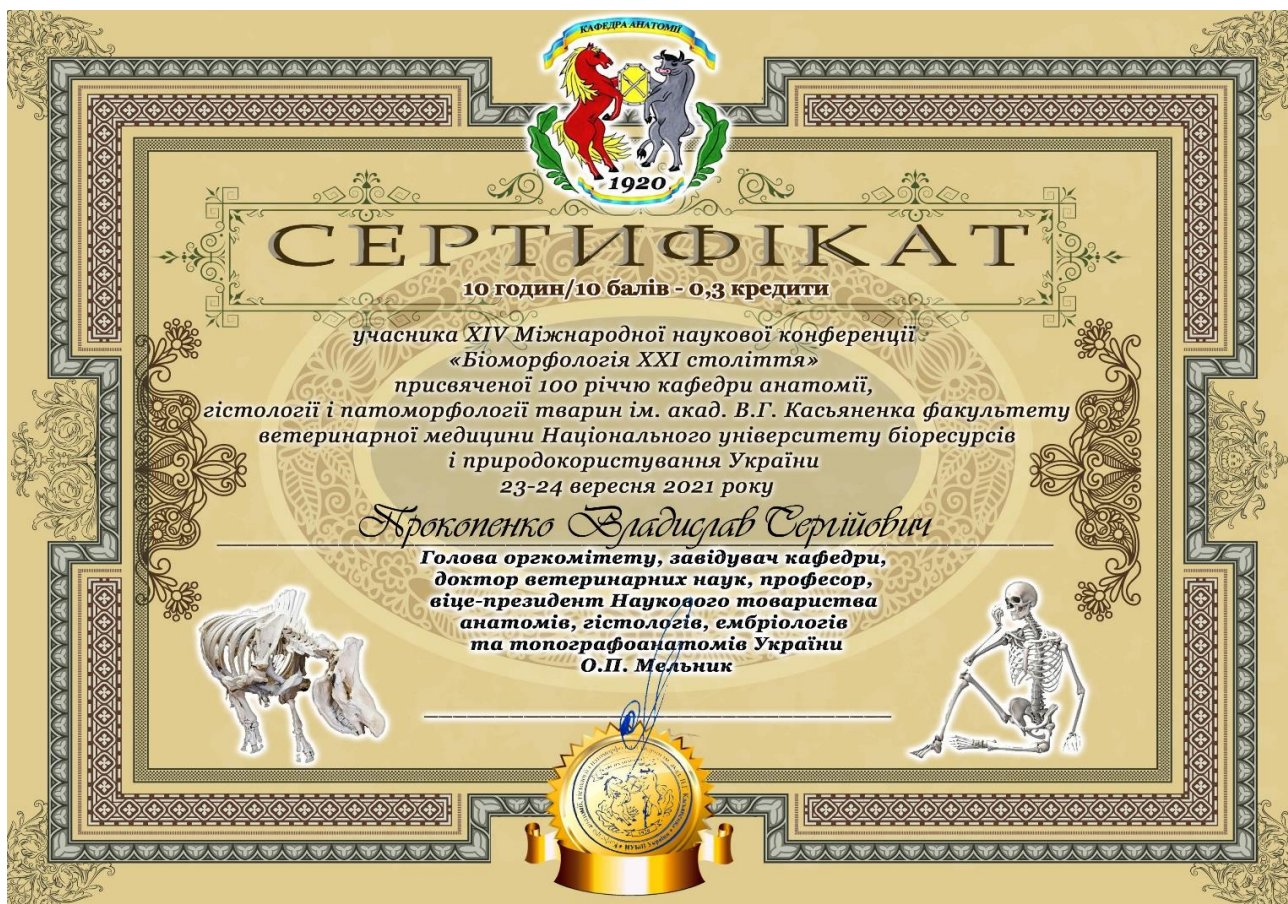 КАФЕДРА АНАТОМІЇ
1920
СЕРТИФІКАТ
10 годин/10 балів - 0,3 кредити
учасника XIV Міжнародної наукової конференції
«Біоморфологія XXI століття»
присвяченої 100 річчю кафедри анатомії,
гістології і патоморфології тварин ім. акад. В.Г. Касьяненка факультету
ветеринарної медицини Національного університету біоресурсів
і природокористування України
23-24 вересня 2021 року
Прокопенко Владислав Сергійович
Голова оргкомітету, завідувач кафедри,
доктор ветеринарних наук, професор,
віце-президент Наукового товариства
анатомів, гістологів, ембріологів
та топографоанатомів України
О.П. Мельник